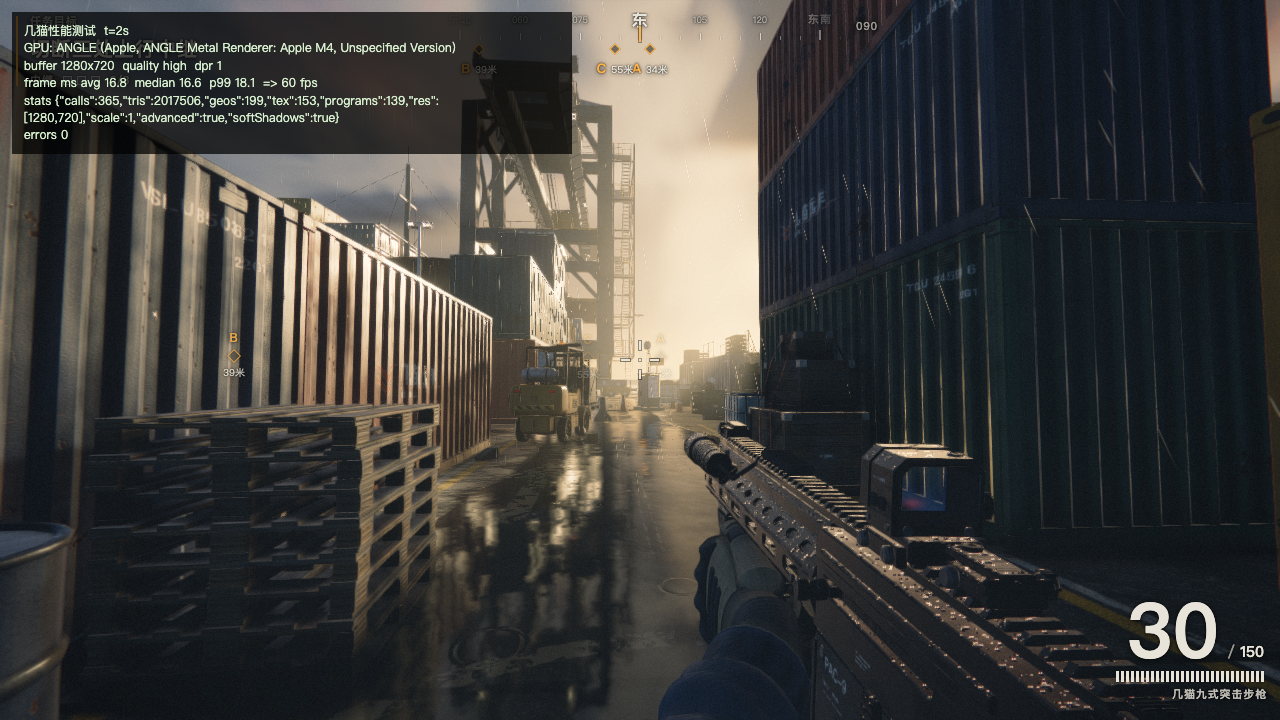 几猫性能测试 t=2s
GPU: ANGLE (Apple, ANGLE Metal Renderer: Apple M4, Unspecified Version)
buffer 1280x720 quality high dpr 1
frame ms avg 16.8 median 16.6 p99 18.1 => 60 fps
stats {"calls":365,"tris":2017506,"geos":199,"tex":153,"programs":139,"res":
[1280,720],"scale":1,"advanced":true,"softShadows":true}
errors 0
075 东 105 120 东南 090
B 39米 C 55米 A 34米
B
39米
30 / 150
几猫九式突击步枪